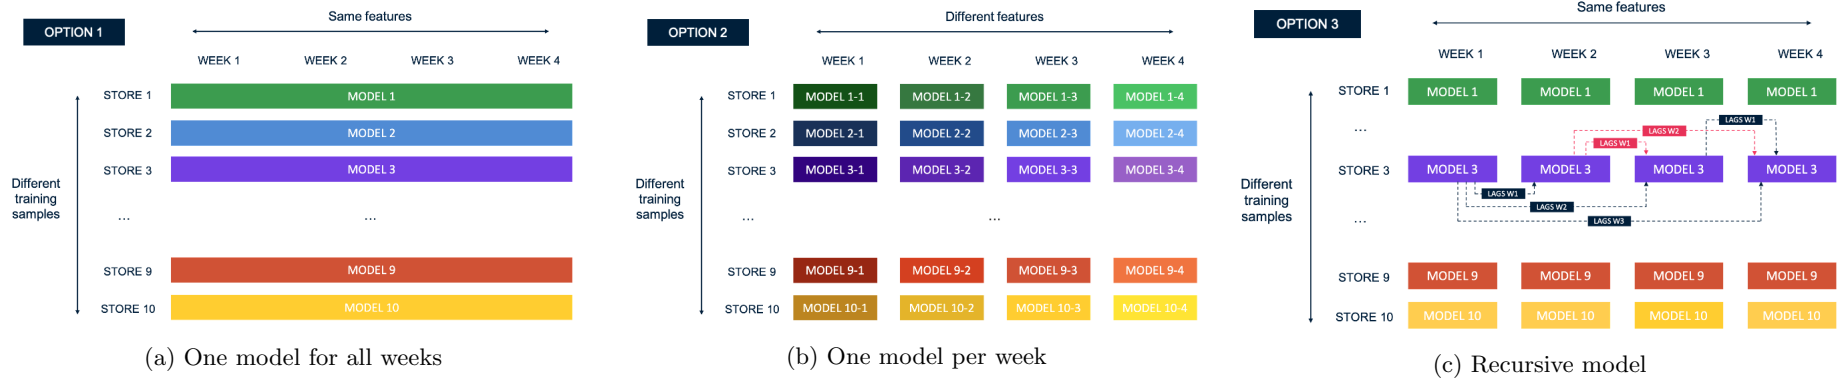 OPTION 1
Same features
WEEK 1 WEEK 2 WEEK 3 WEEK 4
STORE 1 MODEL 1
STORE 2 MODEL 2
STORE 3 MODEL 3
Different
training
samples
... ...
STORE 9 MODEL 9
STORE 10 MODEL 10
(a) One model for all weeks
OPTION 2
Different features
WEEK 1 WEEK 2 WEEK 3 WEEK 4
STORE 1 MODEL 1-1 MODEL 1-2 MODEL 1-3 MODEL 1-4
STORE 2 MODEL 2-1 MODEL 2-2 MODEL 2-3 MODEL 2-4
STORE 3 MODEL 3-1 MODEL 3-2 MODEL 3-3 MODEL 3-4
Different
training
samples
... ...
STORE 9 MODEL 9-1 MODEL 9-2 MODEL 9-3 MODEL 9-4
STORE 10 MODEL 10-1 MODEL 10-2 MODEL 10-3 MODEL 10-4
(b) One model per week
OPTION 3
Same features
WEEK 1 WEEK 2 WEEK 3 WEEK 4
STORE 1 MODEL 1 MODEL 1 MODEL 1 MODEL 1
...
LAGS W1
LAGS W2
LAGS W1
STORE 3 MODEL 3 MODEL 3 MODEL 3 MODEL 3
LAGS W1
LAGS W2
LAGS W3
Different
training
samples
...
STORE 9 MODEL 9 MODEL 9 MODEL 9 MODEL 9
STORE 10 MODEL 10 MODEL 10 MODEL 10 MODEL 10
(c) Recursive model